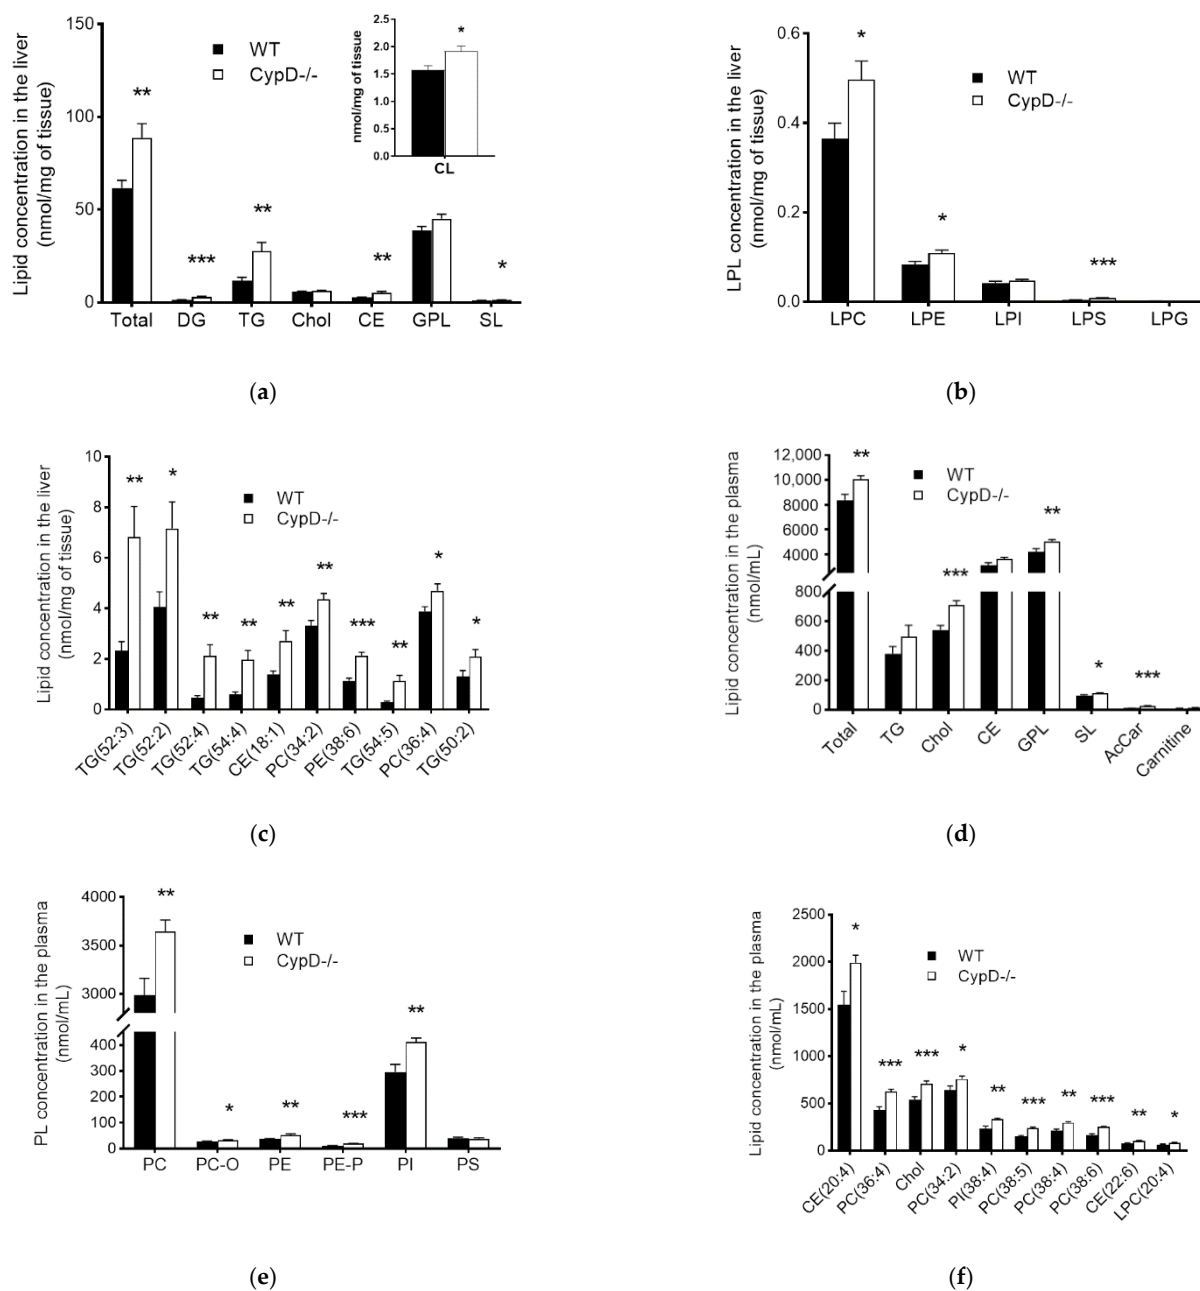 Lipid concentration in the liver
(nmol/mg of tissue)
150
100
50
0
WT
CypD-/-
**
***
**
**
*
Total DG TG Chol CE GPL SL
nmol/mg of tissue
2.5
2.0
1.5
1.0
0.5
0.0
*
CL
(a)
LPL concentration in the liver
(nmol/mg of tissue)
0.6
0.4
0.2
0.0
WT
CypD-/-
*
*
***
LPC LPE LPI LPS LPG
(b)
Lipid concentration in the liver
(nmol/mg of tissue)
10
8
6
4
2
0
WT
CypD-/-
**
*
**
**
**
**
***
**
*
*
TG(52:3) TG(52:2) TG(52:4) TG(54:4) CE(18:1) PC(34:2) PE(38:6) TG(54:5) PC(36:4) TG(50:2)
(c)
Lipid concentration in the plasma
(nmol/mL)
12,000
10,000
8000
6000
4000
800
600
400
200
0
WT
CypD-/-
**
***
**
*
***
Total TG Chol CE GPL SL AcCar Carnitine
(d)
PL concentration in the plasma
(nmol/mL)
4000
3500
3000
400
300
200
100
0
WT
CypD-/-
**
*
**
***
**
PC PC-O PE PE-P PI PS
(e)
Lipid concentration in the plasma
(nmol/mL)
2500
2000
1500
1000
500
0
WT
CypD-/-
*
***
***
*
**
***
**
***
**
*
CE(20:4) PC(36:4) Chol PC(34:2) PI(38:4) PC(38:5) PC(38:4) PC(38:6) CE(22:6) LPC(20:4)
(f)